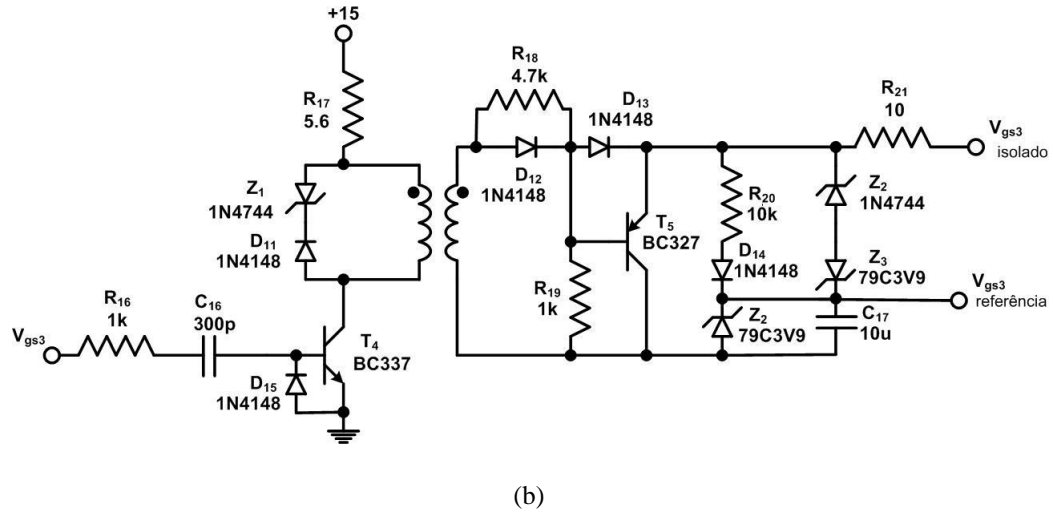 +15
R17
5.6
Z1
1N4744
D11
1N4148
R16
1k
C16
300p
Vgs3
D15
1N4148
T4
BC337
R18
4.7k
D12
1N4148
D13
1N4148
R19
1k
T5
BC327
R20
10k
D14
1N4148
Z2
79C3V9
R21
10
Vgs3
isolado
Z2
1N4744
Z3
79C3V9
Vgs3
referência
C17
10u
(b)